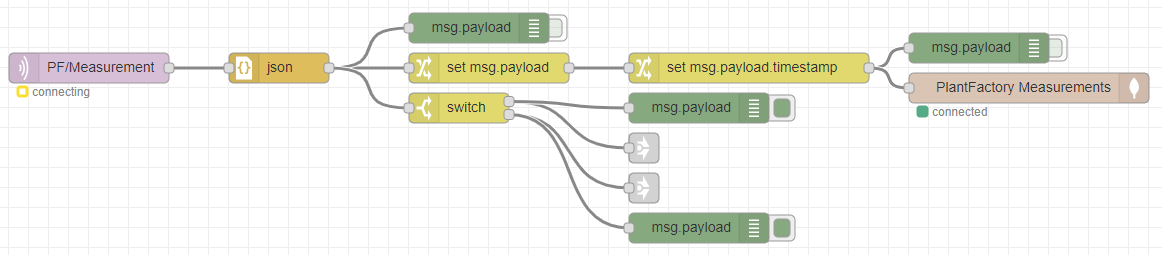 msg.payload
msg.payload
PF/Measurement
json
set msg.payload
set msg.payload.timestamp
PlantFactory Measurements
connecting
switch
msg.payload
connected
msg.payload